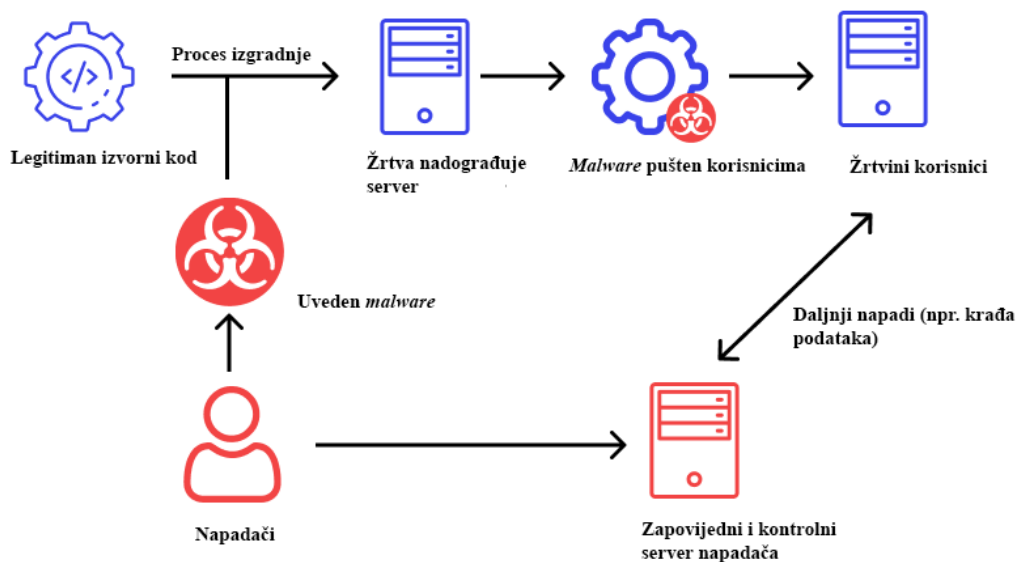 Proces izgradnje
Legitiman izvorni kod
Žrtva nadograđuje
server
Malware pušten korisnicima
Žrtvini korisnici
Uveden malware
Daljnji napadi (npr. krađa
podataka)
Napadači
Zapovijedni i kontrolni
server napadača